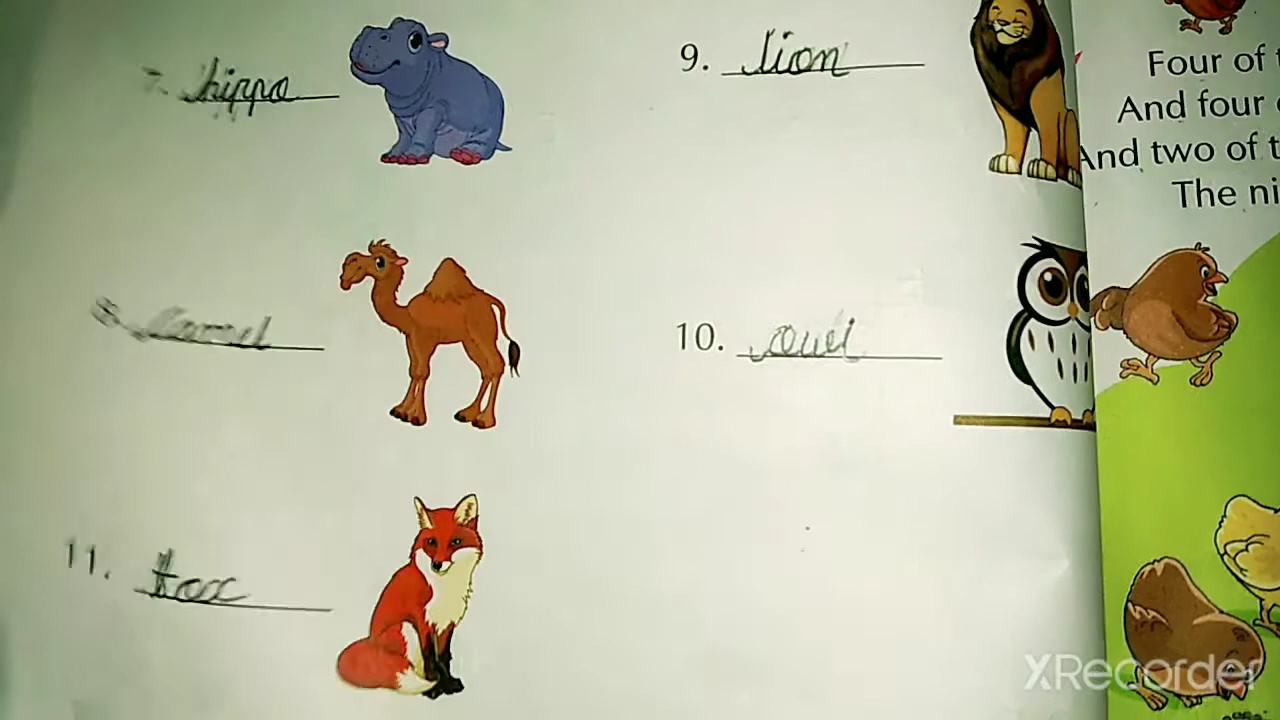 7. hippo
9. lion
8. Camel
10. owl
11. fox
Four of
And four
And two of t
The ni
XRecorder